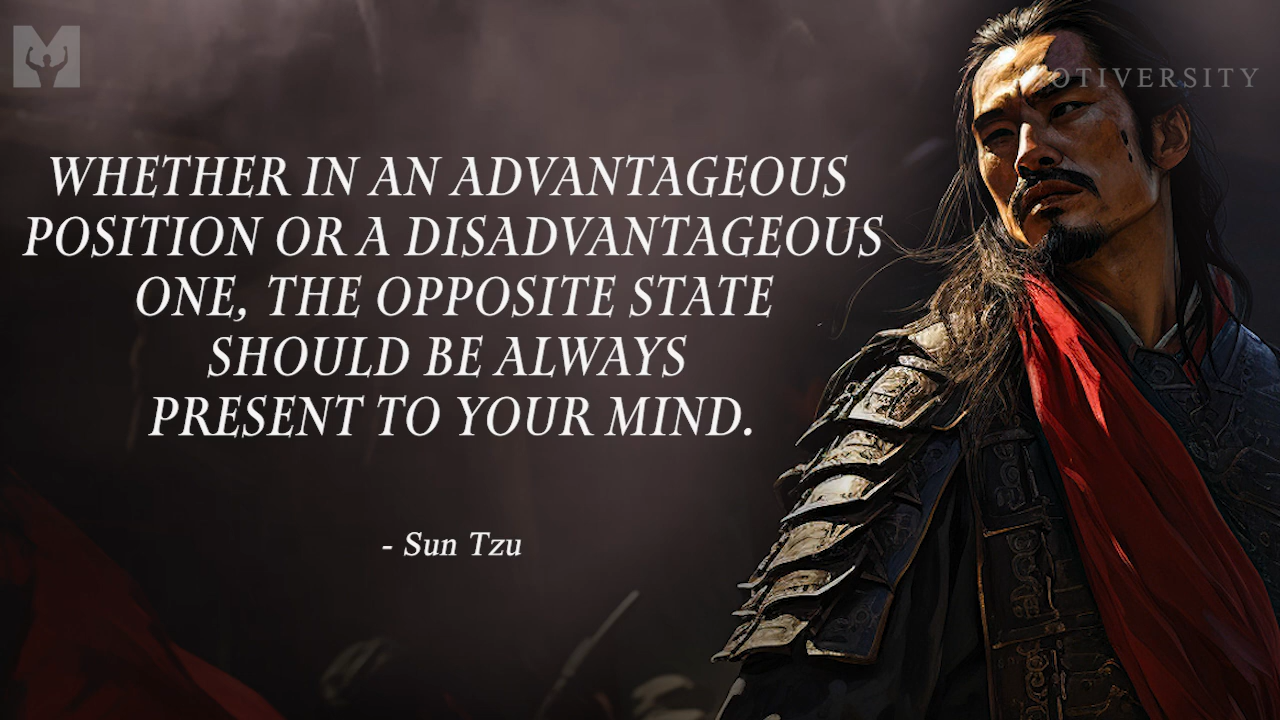 OTIVERSITY
WHETHER IN AN ADVANTAGEOUS
POSITION OR A DISADVANTAGEOUS
ONE, THE OPPOSITE STATE
SHOULD BE ALWAYS
PRESENT TO YOUR MIND.
- Sun Tzu